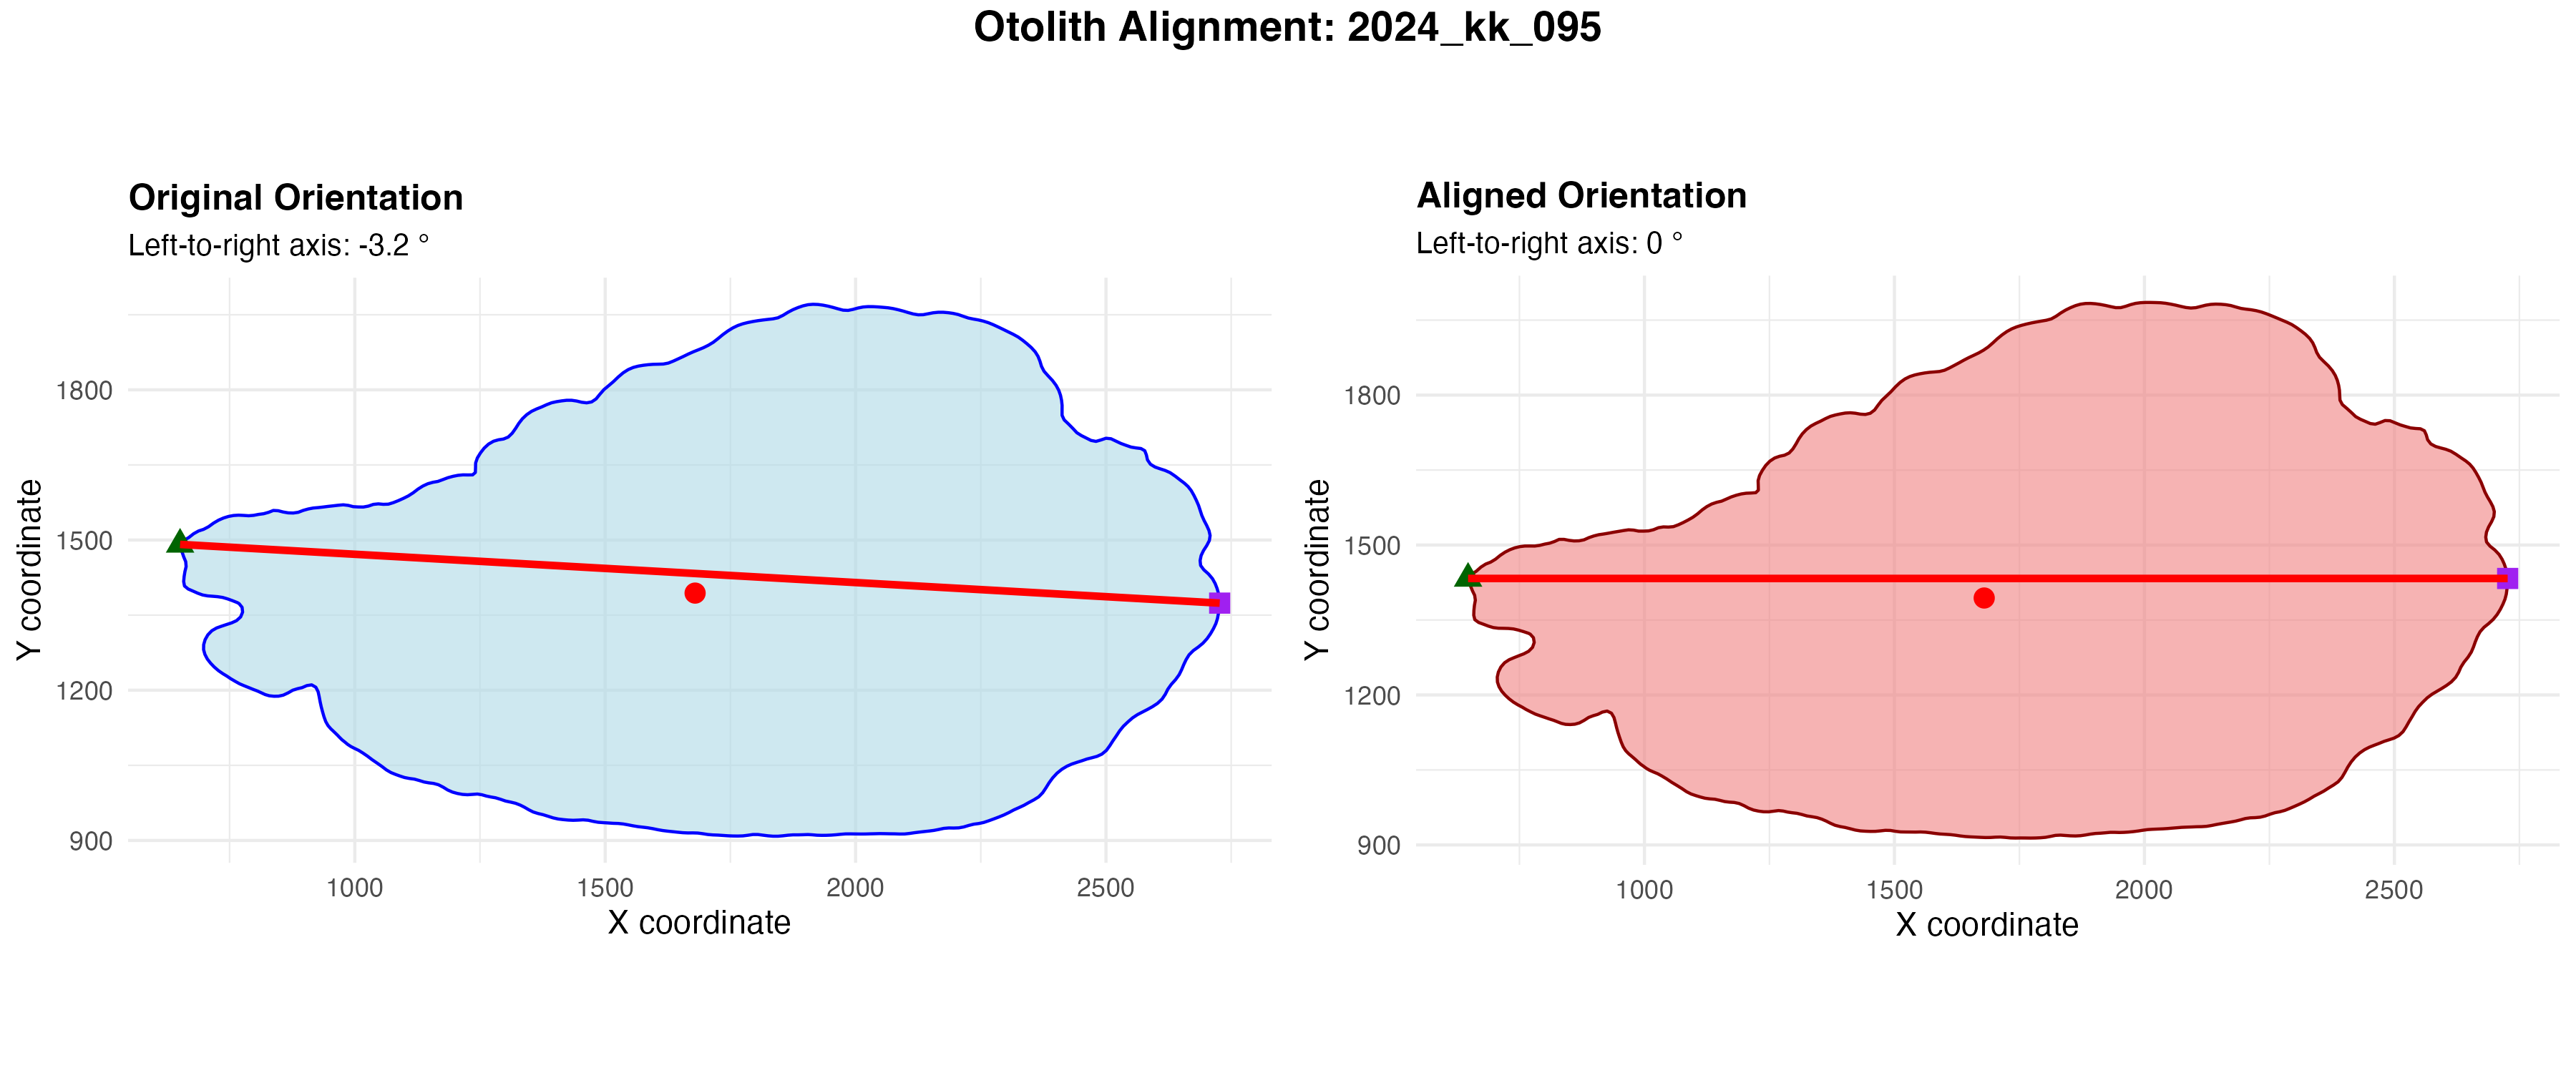 Otolith Alignment: 2024_kk_095
Original Orientation
Left-to-right axis: -3.2 °
Y coordinate
1800
1500
1200
900
1000 1500 2000 2500
X coordinate
Aligned Orientation
Left-to-right axis: 0 °
Y coordinate
1800
1500
1200
900
1000 1500 2000 2500
X coordinate